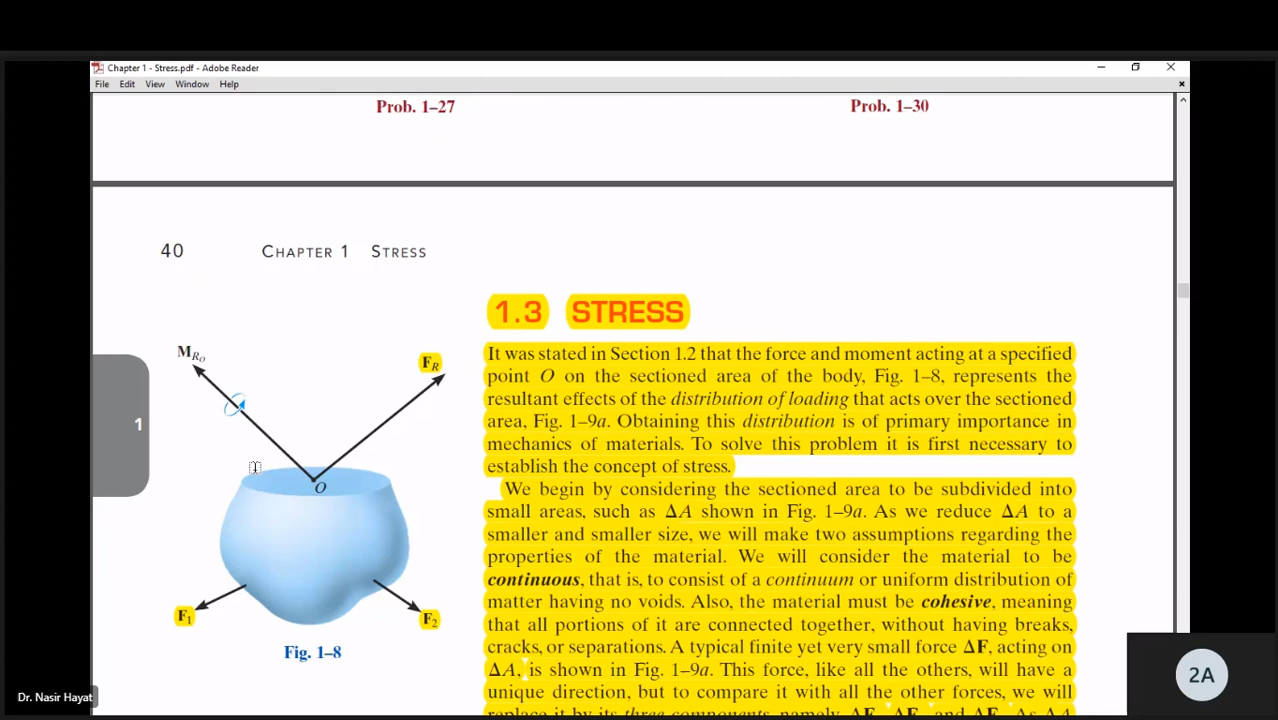 Chapter 1 - Stress.pdf - Adobe Reader
File Edit View Window Help
Prob. 1–27
Prob. 1–30
40 CHAPTER 1 STRESS
1.3 STRESS
It was stated in Section 1.2 that the force and moment acting at a specified
point O on the sectioned area of the body, Fig. 1–8, represents the
resultant effects of the distribution of loading that acts over the sectioned
area, Fig. 1–9a. Obtaining this distribution is of primary importance in
mechanics of materials. To solve this problem it is first necessary to
establish the concept of stress.
We begin by considering the sectioned area to be subdivided into
small areas, such as ΔA shown in Fig. 1–9a. As we reduce ΔA to a
smaller and smaller size, we will make two assumptions regarding the
properties of the material. We will consider the material to be
continuous, that is, to consist of a continuum or uniform distribution of
matter having no voids. Also, the material must be cohesive, meaning
that all portions of it are connected together, without having breaks,
cracks, or separations. A typical finite yet very small force ΔF, acting on
ΔA, is shown in Fig. 1–9a. This force, like all the others, will have a
unique direction, but to compare it with all the other forces, we will
replace it by its three components, namely, ΔF
M_RO
F_R
O
F₁
F₂
Fig. 1–8
1
2A
Dr. Nasir Hayat